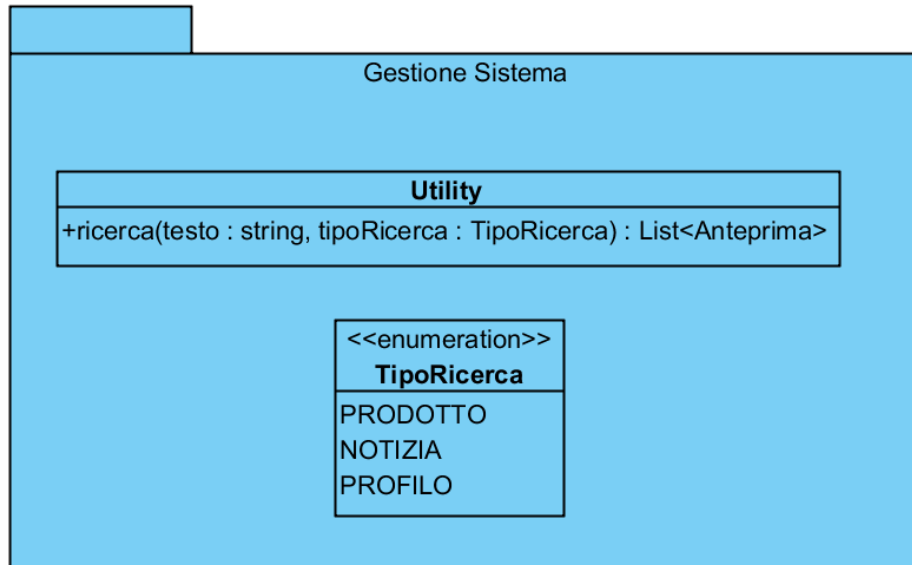 Gestione Sistema
Utility
+ricerca(testo : string, tipoRicerca : TipoRicerca) : List<Anteprima>
<<enumeration>>
TipoRicerca
PRODOTTO
NOTIZIA
PROFILO